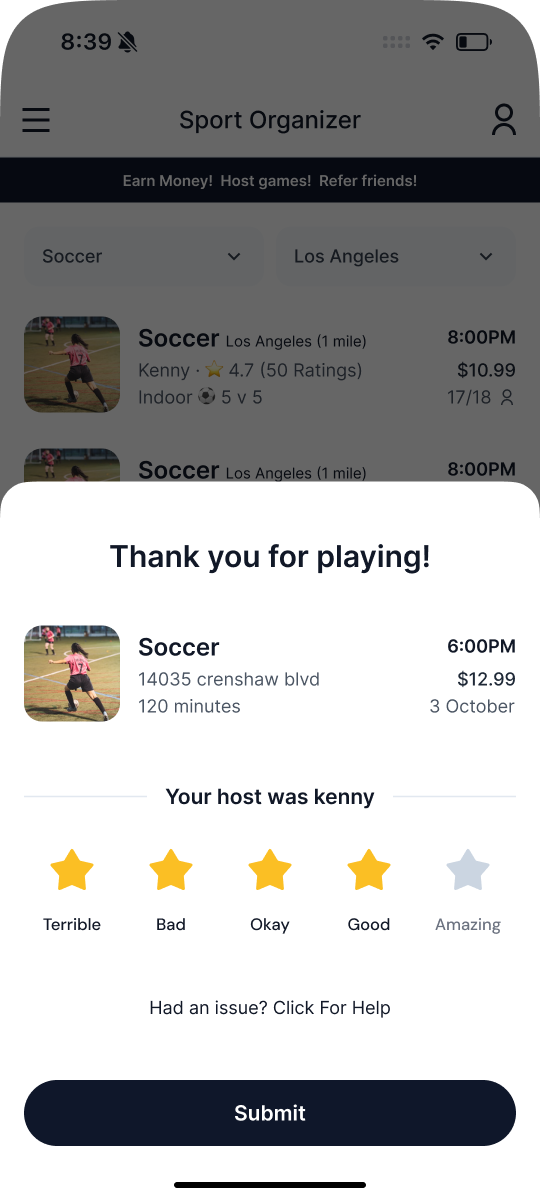 8:39
Sport Organizer
Earn Money! Host games! Refer friends!
Soccer
Los Angeles
Soccer Los Angeles (1 mile) 8:00PM
Kenny · ⭐ 4.7 (50 Ratings) $10.99
Indoor ⚽ 5 v 5 17/18
Soccer Los Angeles (1 mile) 8:00PM
Thank you for playing!
Soccer 6:00PM
14035 crenshaw blvd $12.99
120 minutes 3 October
Your host was kenny
Terrible Bad Okay Good Amazing
Had an issue? Click For Help
Submit